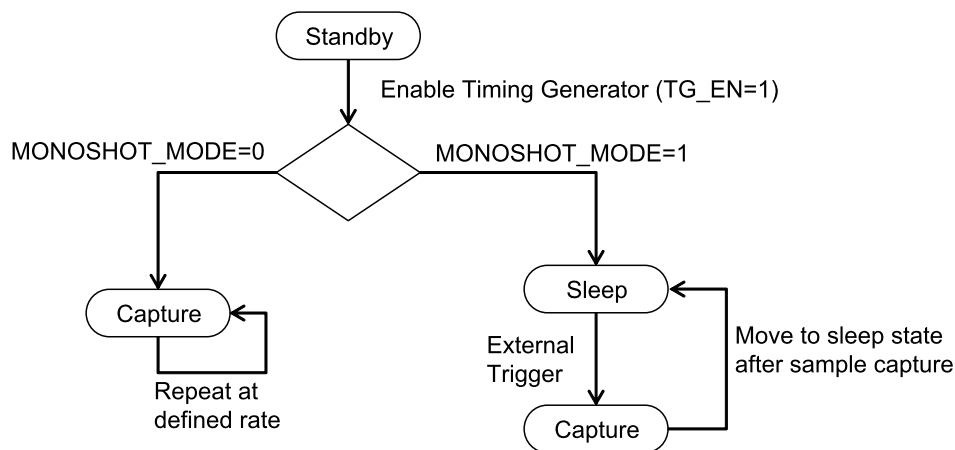 Standby
Enable Timing Generator (TG_EN=1)
MONOSHOT_MODE=0
MONOSHOT_MODE=1
Capture
Repeat at
defined rate
Sleep
External
Trigger
Move to sleep state
after sample capture
Capture